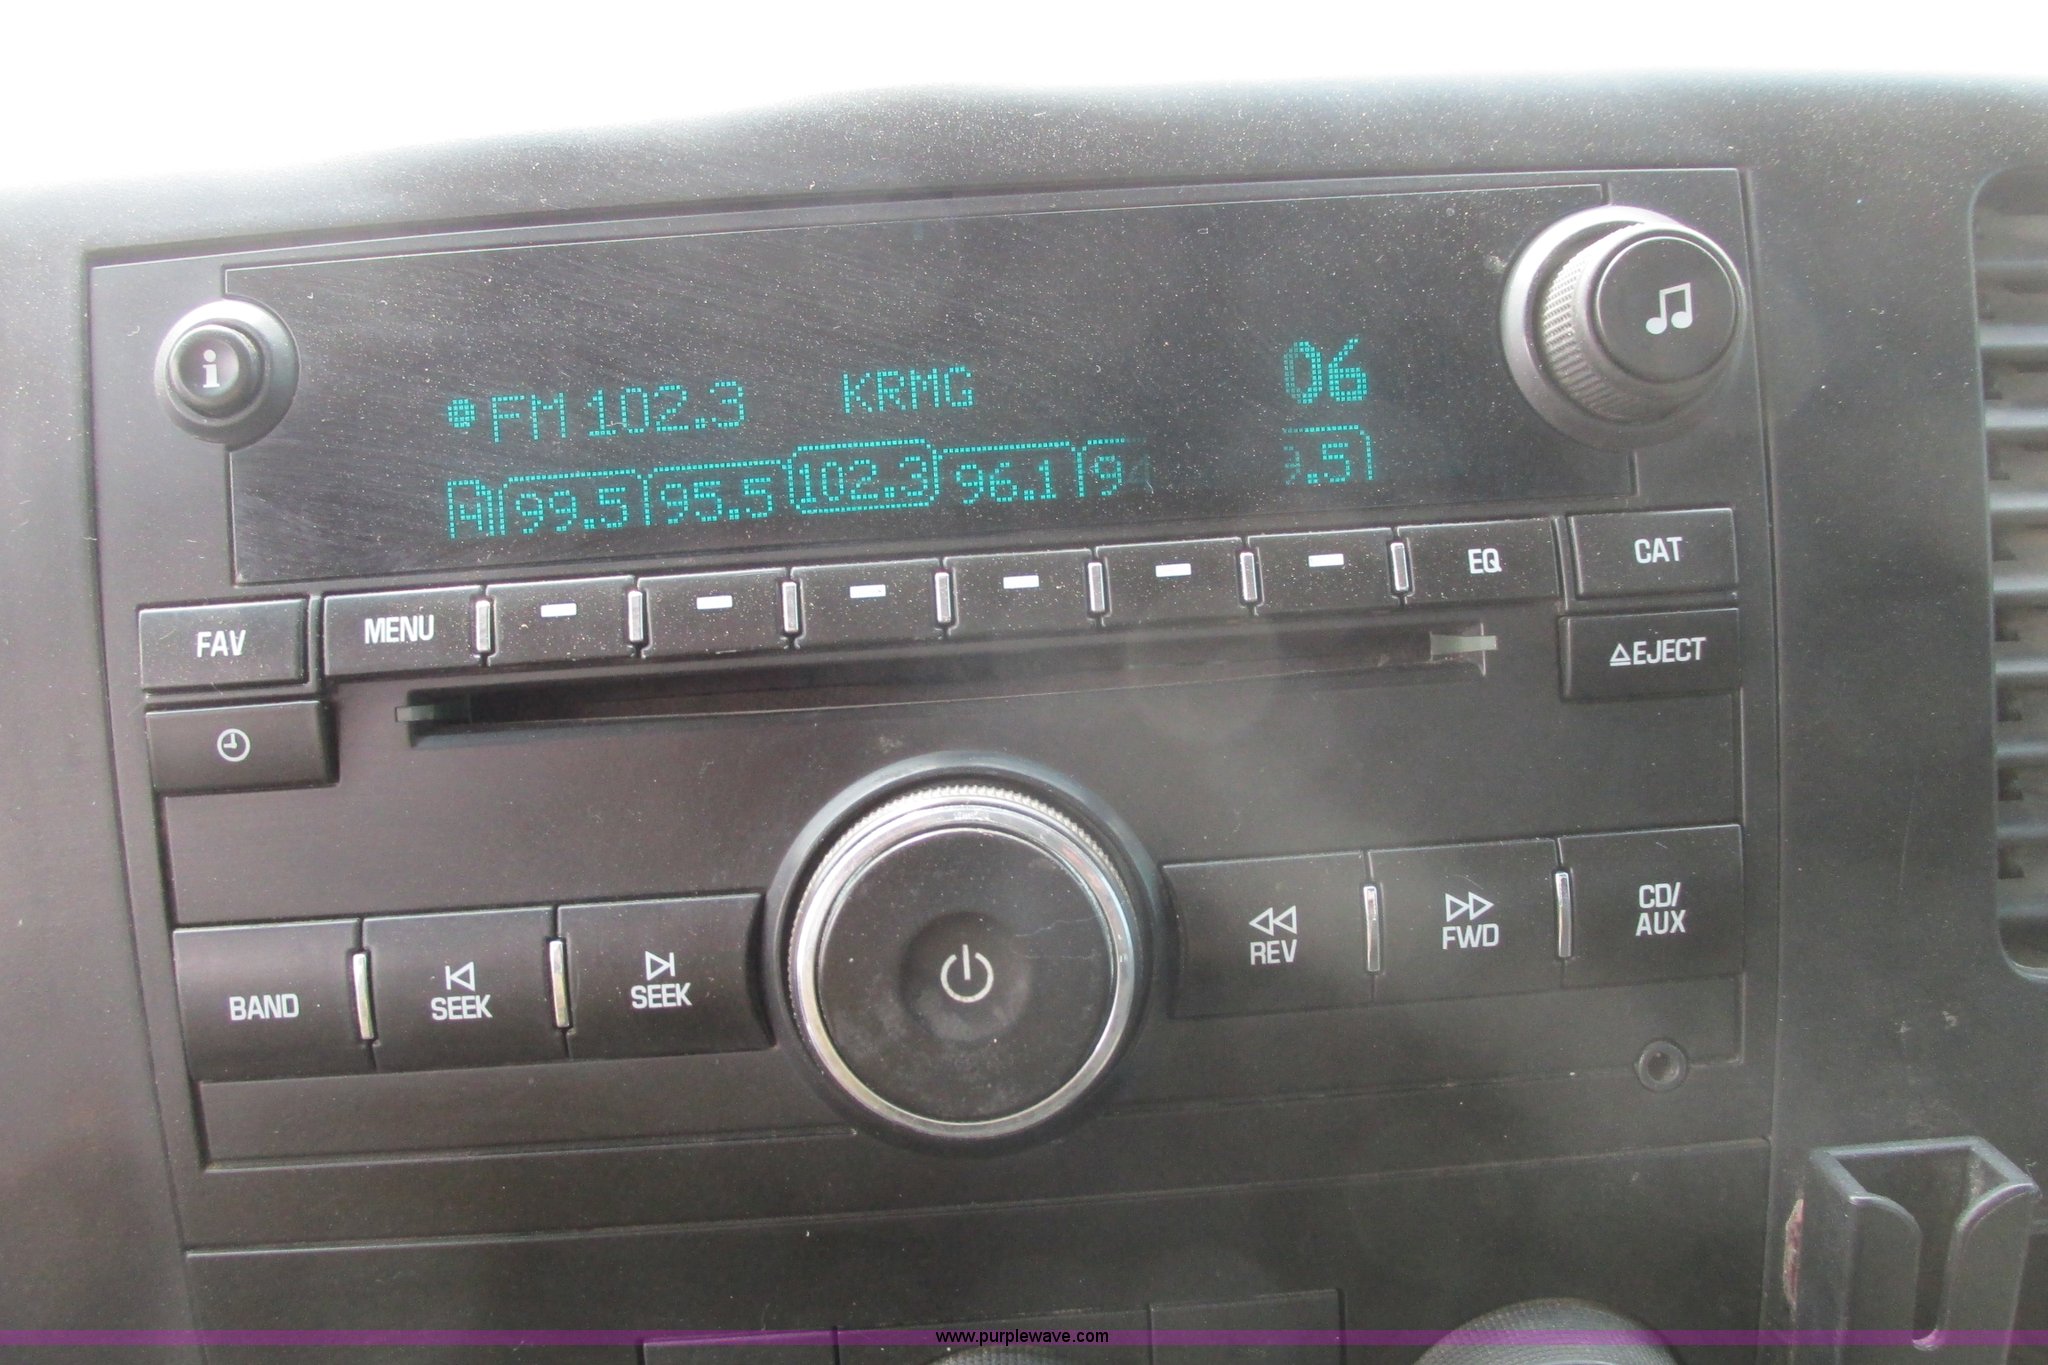 FM 102.3 KRMG 06
A 99.5 95.5 102.3 96.1 .5
MENU EQ CAT
FAV EJECT
BAND SEEK SEEK REV FWD CD/
AUX
www.purplewave.com